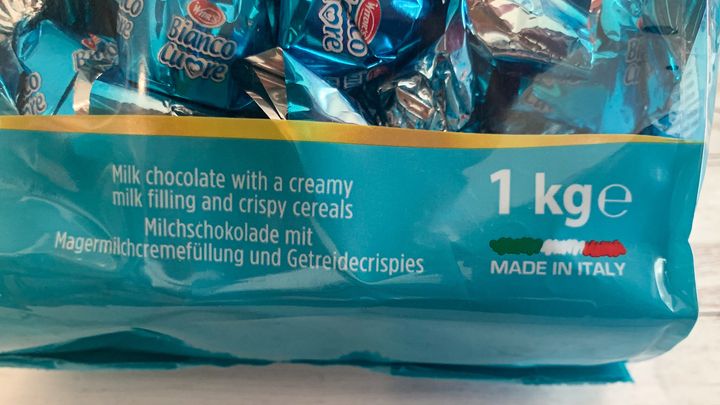 Witor's
Bianco
cuore
Milk chocolate with a creamy
milk filling and crispy cereals
Milchschokolade mit
Magermilchcremefüllung und Getreidecrispies
1 kg e
MADE IN ITALY